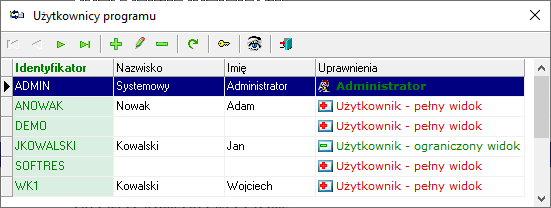 Użytkownicy programu
Identyfikator Nazwisko Imię Uprawnienia
ADMIN Systemowy Administrator Administrator
ANOWAK Nowak Adam Użytkownik - pełny widok
DEMO Użytkownik - pełny widok
JKOWALSKI Kowalski Jan Użytkownik - ograniczony widok
SOFTRES Użytkownik - pełny widok
WK1 Kowalski Wojciech Użytkownik - pełny widok